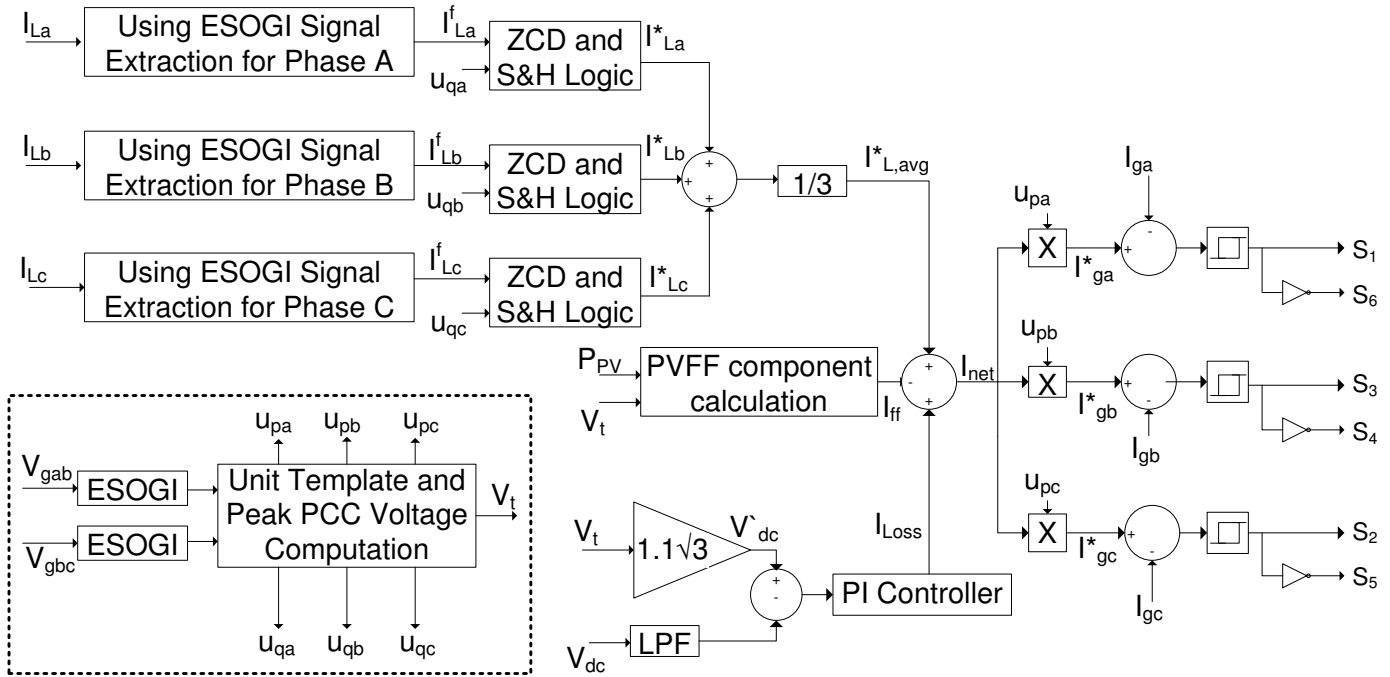 I_La
Using ESOGI Signal
Extraction for Phase A
I^f_La
u_qa
ZCD and
S&H Logic
I*_La
I_Lb
Using ESOGI Signal
Extraction for Phase B
I^f_Lb
u_qb
ZCD and
S&H Logic
I*_Lb
I_Lc
Using ESOGI Signal
Extraction for Phase C
I^f_Lc
u_qc
ZCD and
S&H Logic
I*_Lc
+
+
+
1/3
I*_L,avg
P_PV
V_t
PVFF component
calculation
I_ff
+
-
+
I_net
V_t
1.1√3
V`_dc
V_dc
LPF
+
-
PI Controller
I_Loss
u_pa
X
I*_ga
I_ga
-
+
S_1
S_6
u_pb
X
I*_gb
+
-
I_gb
S_3
S_4
u_pc
X
I*_gc
+
-
I_gc
S_2
S_5
V_gab
ESOGI
V_gbc
ESOGI
u_pa
u_pb
u_pc
Unit Template and
Peak PCC Voltage
Computation
V_t
u_qa
u_qb
u_qc